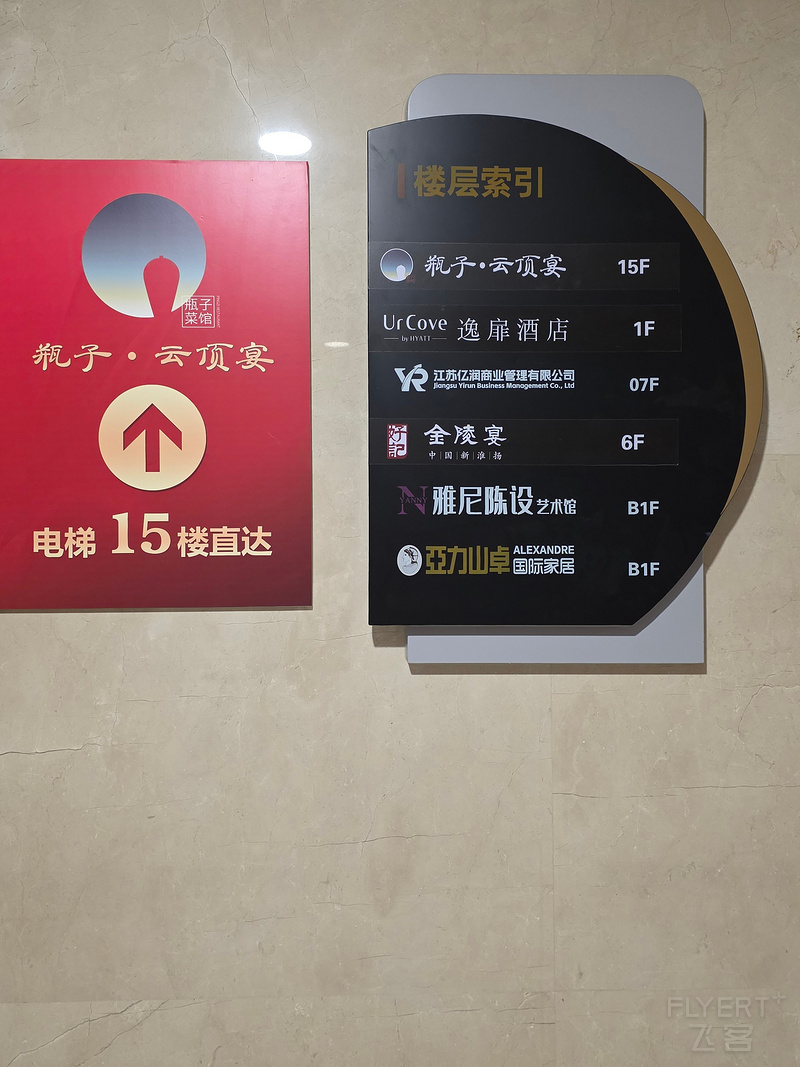 瓶子
菜馆
瓶子·云顶宴
电梯 15 楼直达
楼层索引
瓶子·云顶宴 15F
UrCove 逸扉酒店 1F
by HYATT
YR 江苏亿润商业管理有限公司 07F
Jiangsu Yirun Business Management Co., Ltd
好记 金陵宴 6F
中|国|新|淮|扬
YANNY 雅尼陈设艺术馆 B1F
亞力山卓 ALEXANDRE 国际家居 B1F
FLYERT
飞客